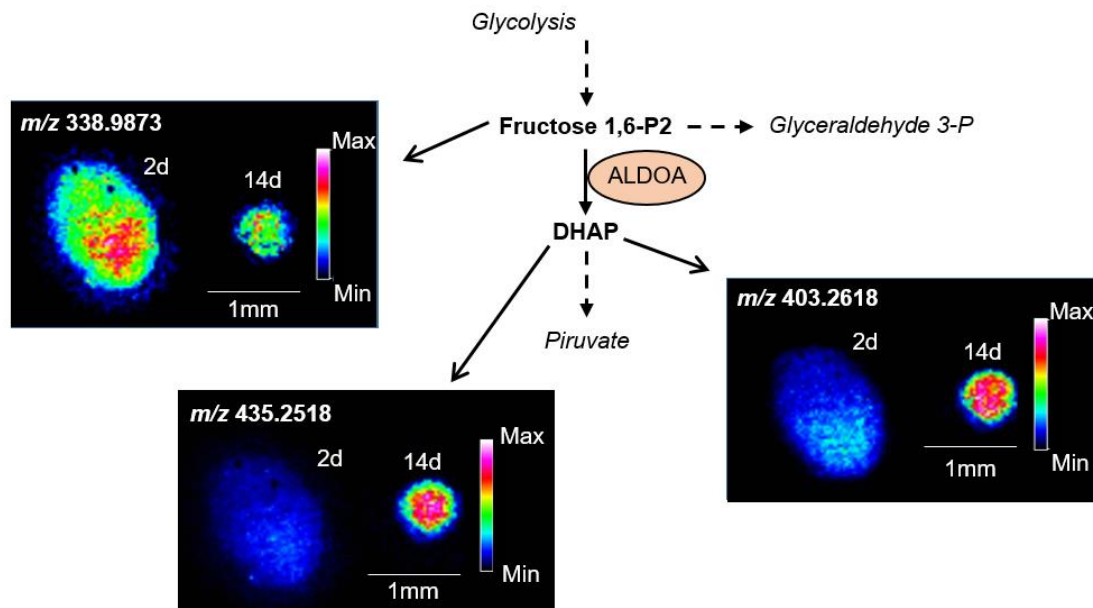 Glycolysis
m/z 338.9873
2d
14d
Max
Min
1mm
Fructose 1,6-P2
Glyceraldehyde 3-P
ALDOA
DHAP
Piruvate
m/z 403.2618
2d
14d
Max
Min
1mm
m/z 435.2518
2d
14d
Max
Min
1mm